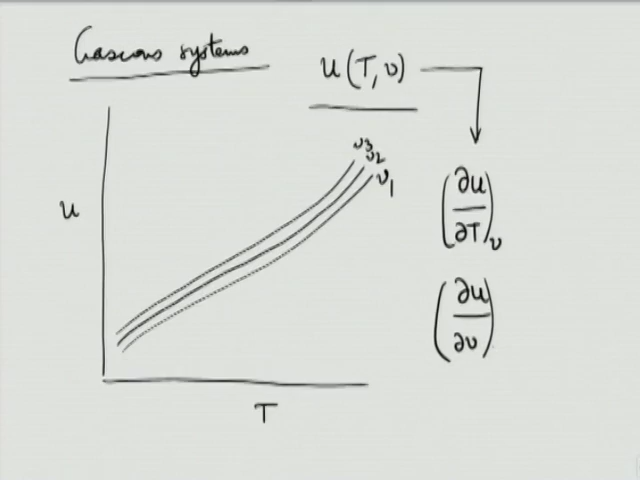 Gaseous systems
u(T, v)
v3
v2
v1
u
T
(∂u/∂T)v
(∂u/∂v)